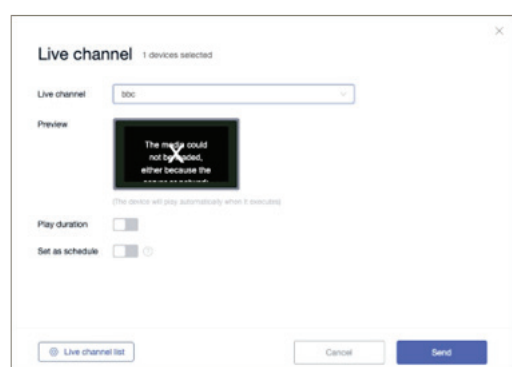 Live channel 1 devices selected
Live channel bbc
Preview
The media could
not be loaded,
either because the
(The device will play automatically when it executes)
Play duration
Set as schedule
Live channel list Cancel Send